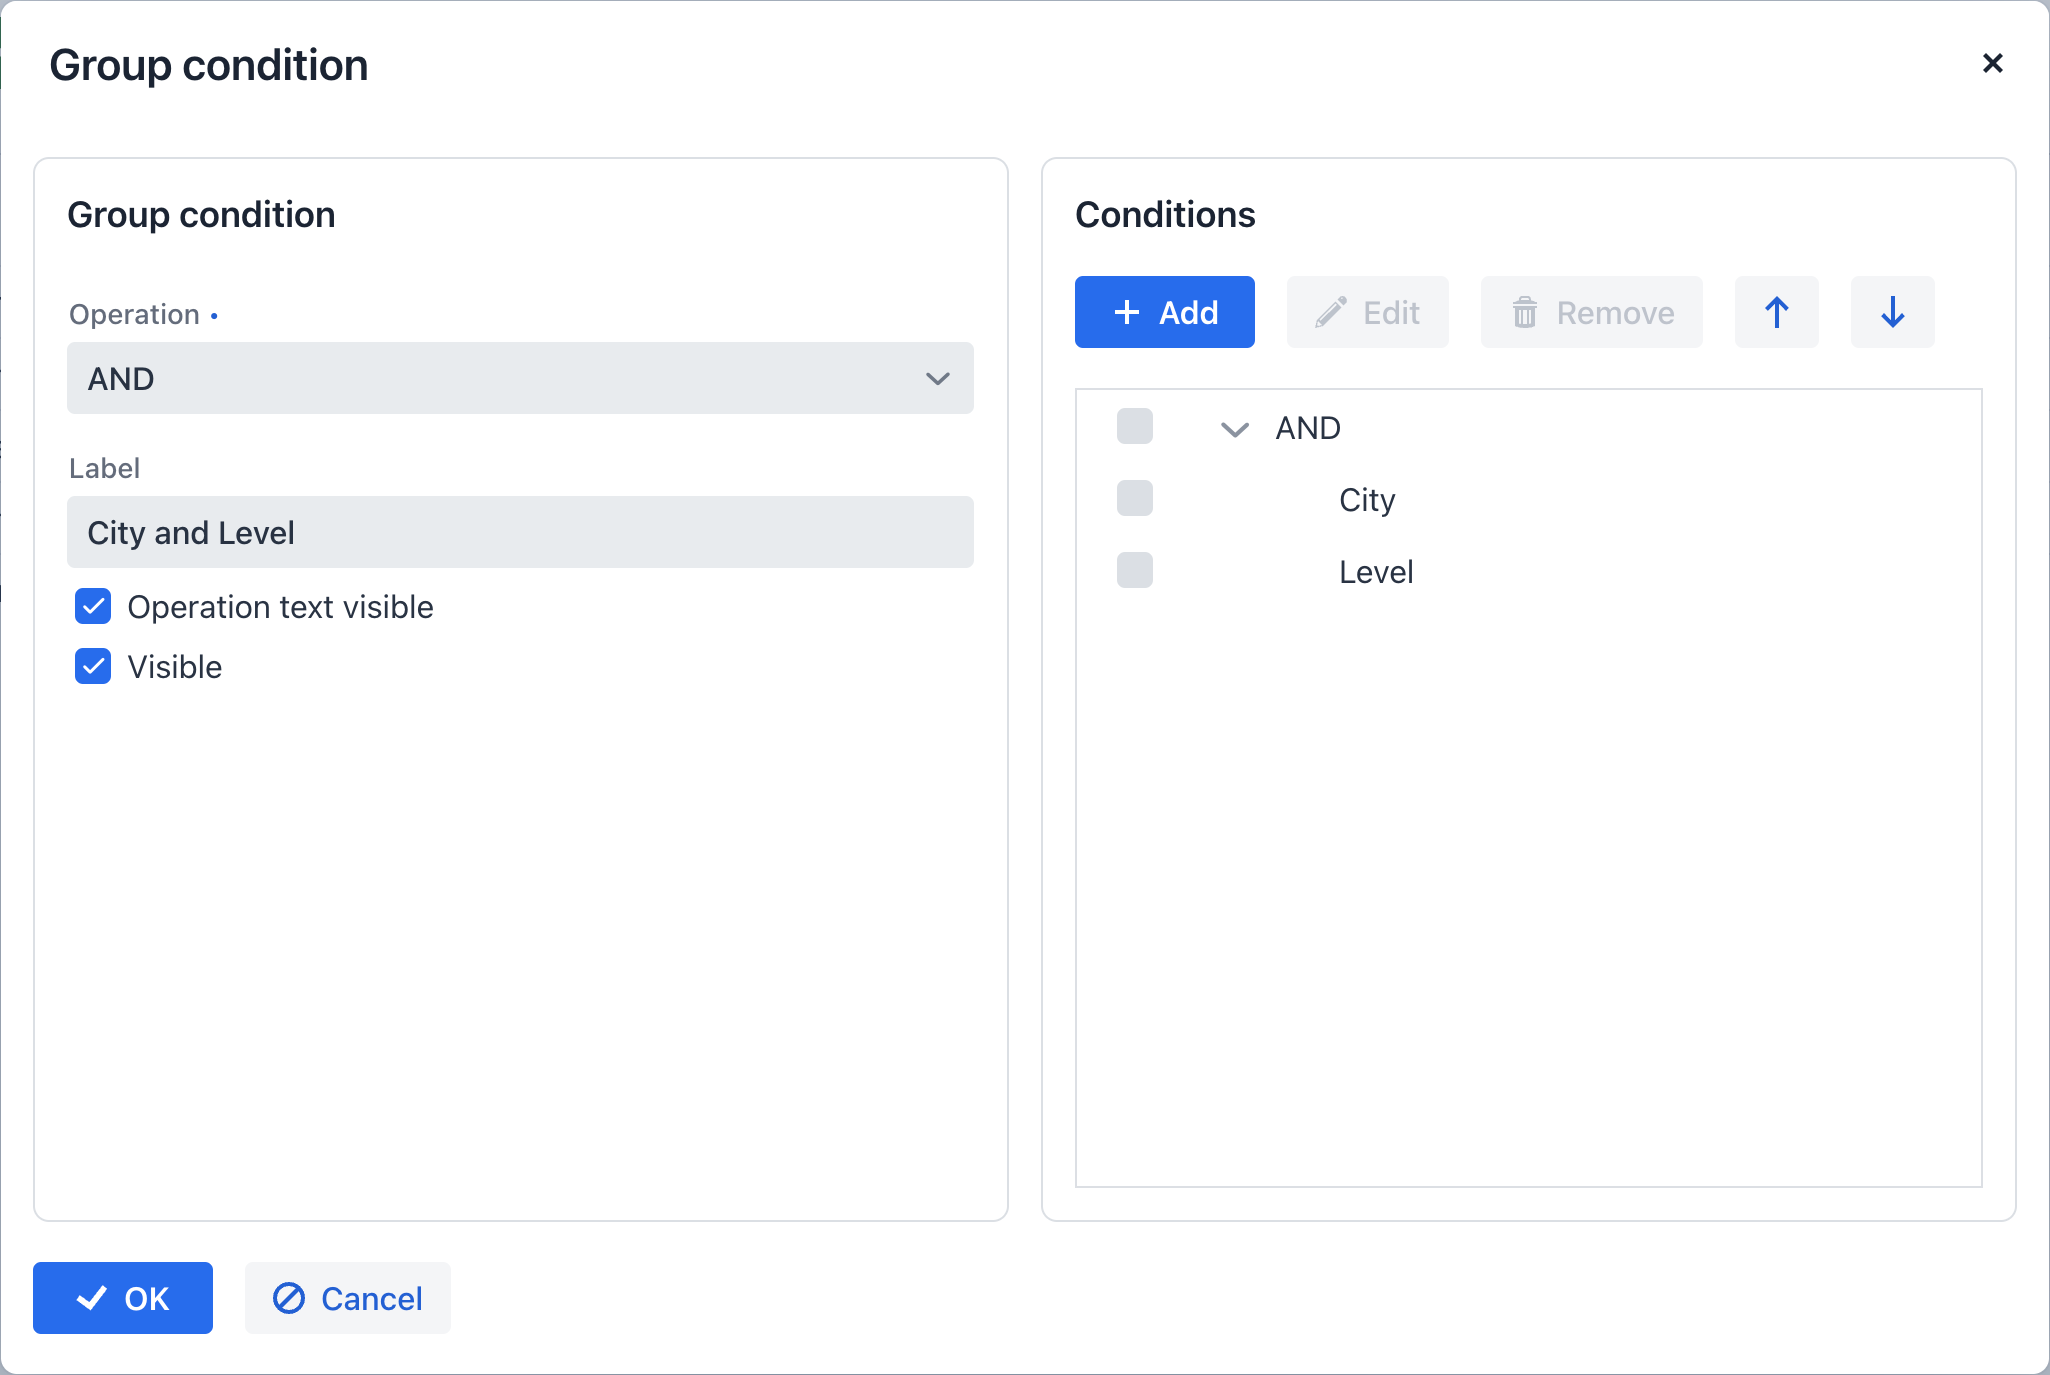 Group condition
Group condition
Operation •
AND
Label
City and Level
Operation text visible
Visible
Conditions
Add
Edit
Remove
AND
City
Level
OK
Cancel